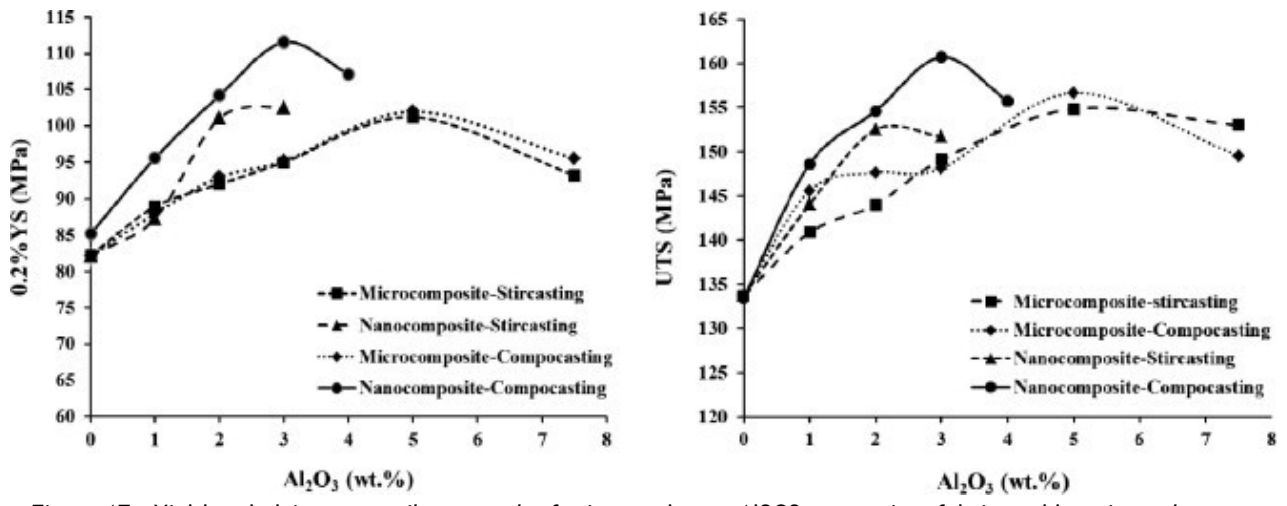 115
110
105
100
95
90
85
80
75
70
65
60
0.2%YS (MPa)
Microcomposite-Stircasting
Nanocomposite-Stircasting
Microcomposite-Compocasting
Nanocomposite-Compocasting
0 1 2 3 4 5 6 7 8
Al₂O₃ (wt.%)
165
160
155
150
145
140
135
130
125
120
UTS (MPa)
Microcomposite-stircasting
Microcomposite-Compocasting
Nanocomposite-Stircasting
Nanocomposite-Compocasting
0 1 2 3 4 5 6 7 8
Al₂O₃ (wt.%)